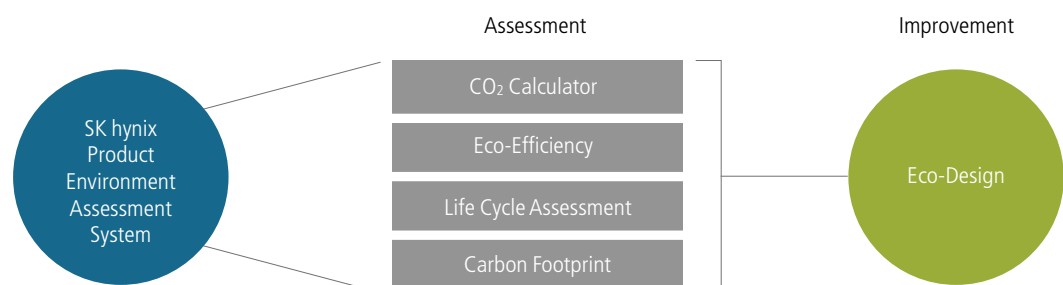 Assessment
Improvement
SK hynix
Product
Environment
Assessment
System
CO₂ Calculator
Eco-Efficiency
Life Cycle Assessment
Carbon Footprint
Eco-Design